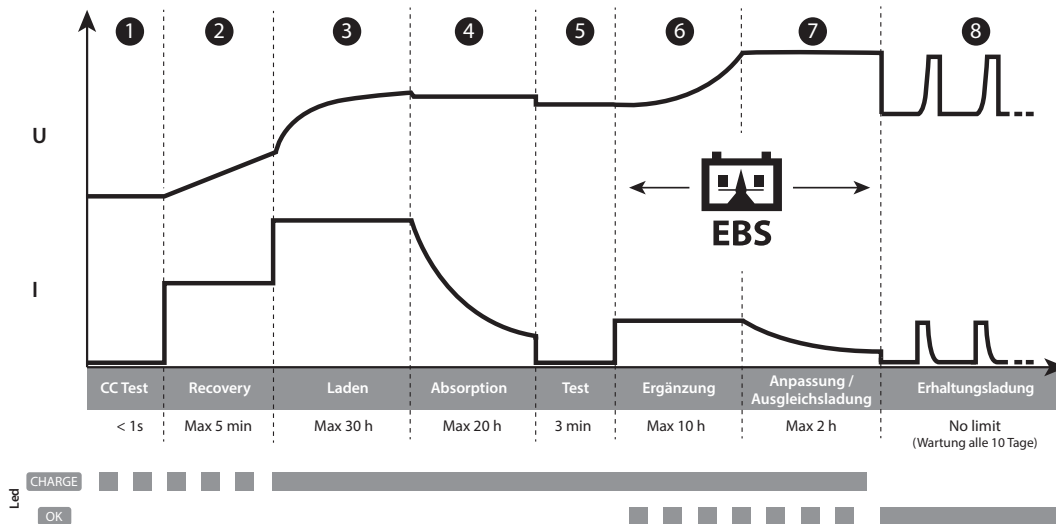 1 2 3 4 5 6 7 8
U
EBS
I
CC Test Recovery Laden Absorption Test Ergänzung Anpassung / Ausgleichsladung Erhaltungsladung
< 1s Max 5 min Max 30 h Max 20 h 3 min Max 10 h Max 2 h No limit
(Wartung alle 10 Tage)
Led
CHARGE
OK